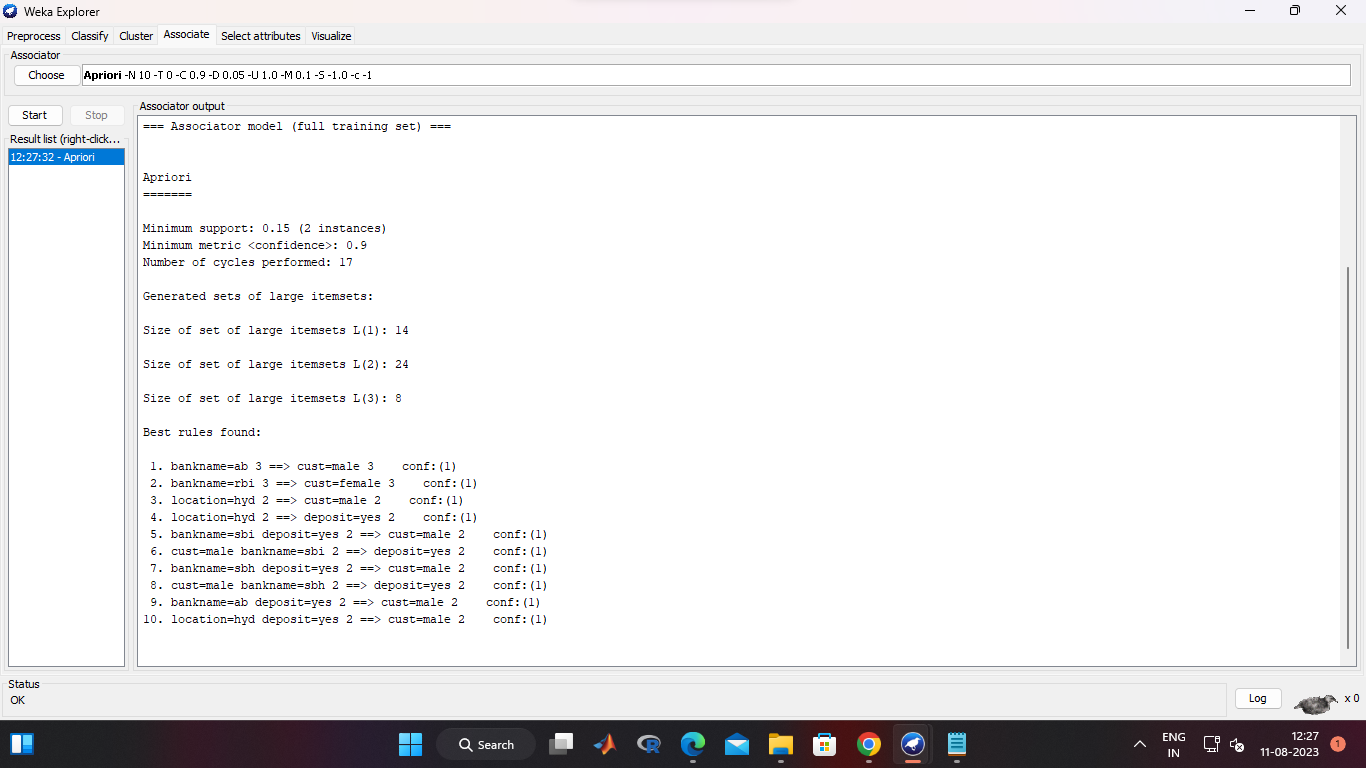 Weka Explorer
Preprocess Classify Cluster Associate Select attributes Visualize
Associator
Choose Apriori -N 10 -T 0 -C 0.9 -D 0.05 -U 1.0 -M 0.1 -S -1.0 -c -1
Start Stop
Associator output
Result list (right-click...
12:27:32 - Apriori
=== Associator model (full training set) ===
Apriori
=======
Minimum support: 0.15 (2 instances)
Minimum metric <confidence>: 0.9
Number of cycles performed: 17
Generated sets of large itemsets:
Size of set of large itemsets L(1): 14
Size of set of large itemsets L(2): 24
Size of set of large itemsets L(3): 8
Best rules found:
1. bankname=ab 3 ==> cust=male 3 conf:(1)
2. bankname=rbi 3 ==> cust=female 3 conf:(1)
3. location=hyd 2 ==> cust=male 2 conf:(1)
4. location=hyd 2 ==> deposit=yes 2 conf:(1)
5. bankname=sbi deposit=yes 2 ==> cust=male 2 conf:(1)
6. cust=male bankname=sbi 2 ==> deposit=yes 2 conf:(1)
7. bankname=sbh deposit=yes 2 ==> cust=male 2 conf:(1)
8. cust=male bankname=sbh 2 ==> deposit=yes 2 conf:(1)
9. bankname=ab deposit=yes 2 ==> cust=male 2 conf:(1)
10. location=hyd deposit=yes 2 ==> cust=male 2 conf:(1)
Status
OK
Log
x 0
Search
R
ENG
IN
12:27
11-08-2023
1